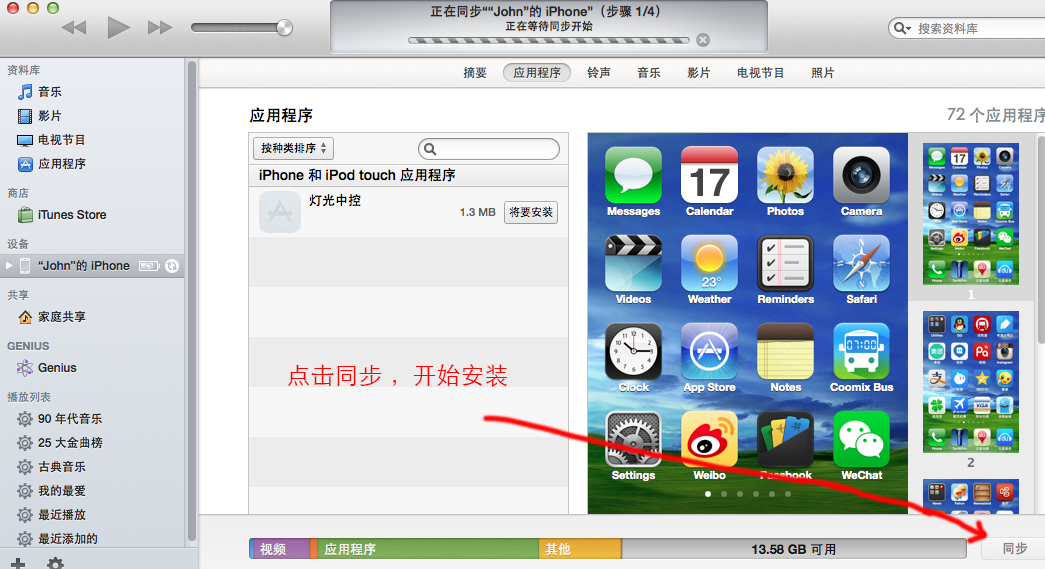 正在同步““John”的 iPhone”（步骤 1/4）
正在等待同步开始
搜索资料库
资料库
音乐
影片
电视节目
应用程序
商店
iTunes Store
设备
“John”的 iPhone
共享
家庭共享
GENIUS
Genius
播放列表
90 年代音乐
25 大金曲榜
古典音乐
我的最爱
最近播放
最近添加的
摘要 应用程序 铃声 音乐 影片 电视节目 照片
应用程序
72 个应用程序
按种类排序
iPhone 和 iPod touch 应用程序
灯光中控
1.3 MB 将要安装
点击同步 ，开始安装
17
Messages Calendar Photos Camera
23°
Videos Weather Reminders Safari
07:00
Clock App Store Notes Coomix Bus
Settings Weibo Passbook WeChat
1
2
视频 应用程序 其他 13.58 GB 可用
同步